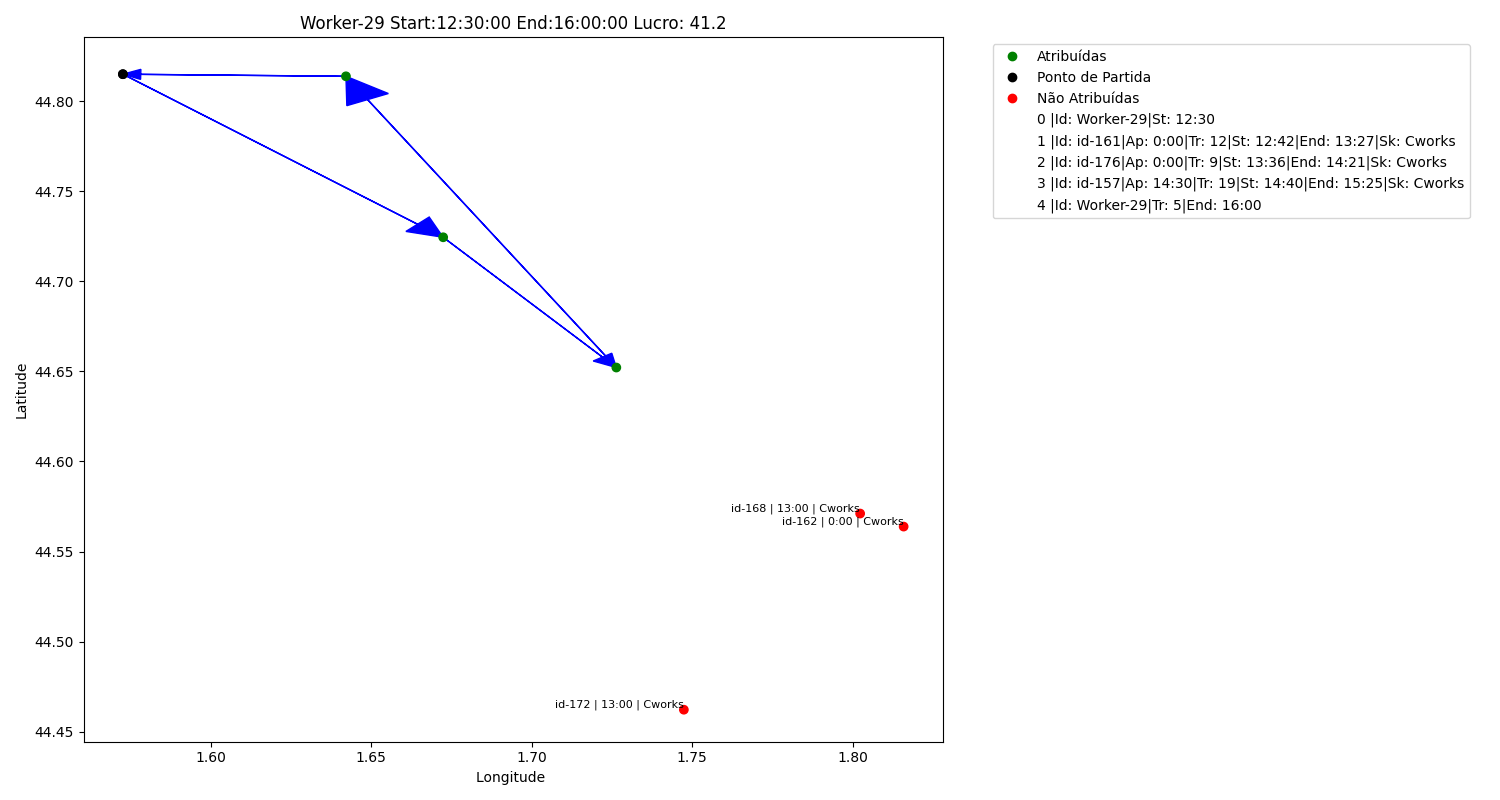 Worker-29 Start:12:30:00 End:16:00:00 Lucro: 41.2
Latitude
44.80
44.75
44.70
44.65
44.60
44.55
44.50
44.45
id-168 | 13:00 | Cworks
id-162 | 0:00 | Cworks
id-172 | 13:00 | Cworks
1.60
1.65
1.70
1.75
1.80
Longitude
Atribuídas
Ponto de Partida
Não Atribuídas
0 |Id: Worker-29|St: 12:30
1 |Id: id-161|Ap: 0:00|Tr: 12|St: 12:42|End: 13:27|Sk: Cworks
2 |Id: id-176|Ap: 0:00|Tr: 9|St: 13:36|End: 14:21|Sk: Cworks
3 |Id: id-157|Ap: 14:30|Tr: 19|St: 14:40|End: 15:25|Sk: Cworks
4 |Id: Worker-29|Tr: 5|End: 16:00